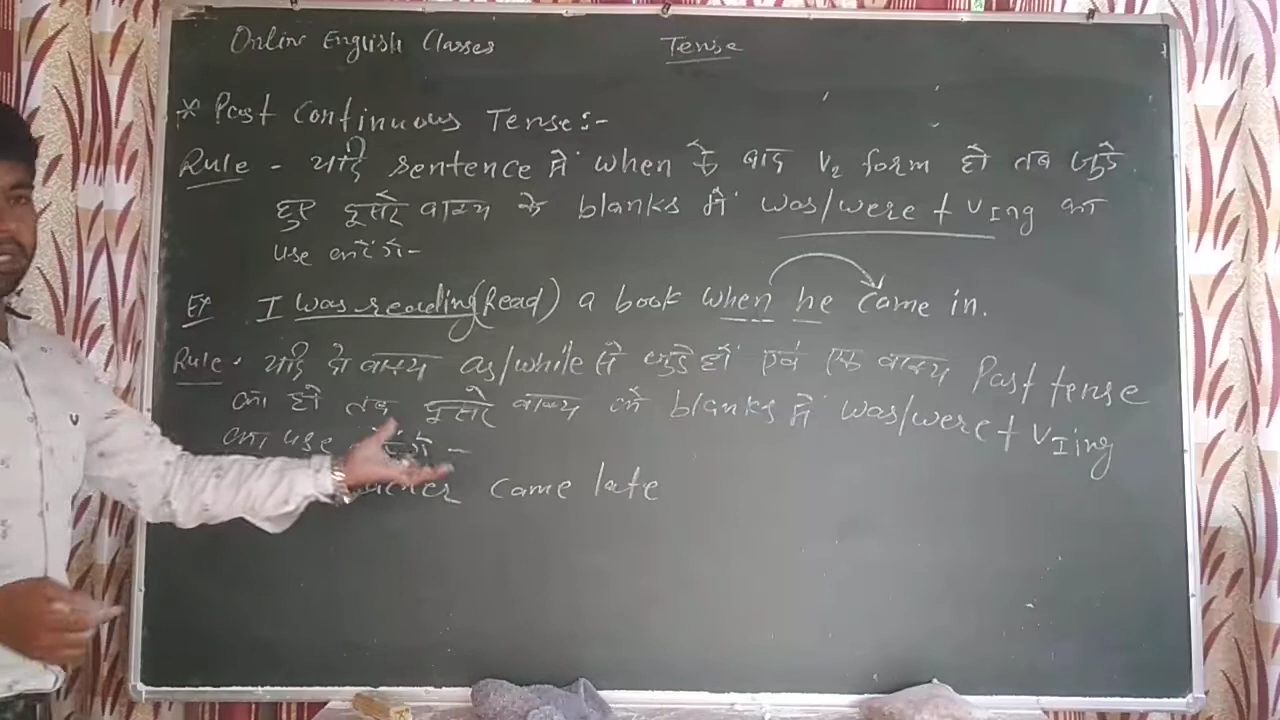 Online English Classes
Tense
* Past Continuous Tense:-
Rule - यदि sentence में when के बाद V2 form हो तब जुड़े
हुए दूसरे वाक्य के blanks में was/were + VIng का
use करेंगे-
Ex I was reading (Read) a book when he came in.
Rule - यदि दो वाक्य as/while से जुड़े हों एवं एक वाक्य Past tense
का हो तब दूसरे वाक्य के blanks में was/were + VIing
का use करेंगे -
came late